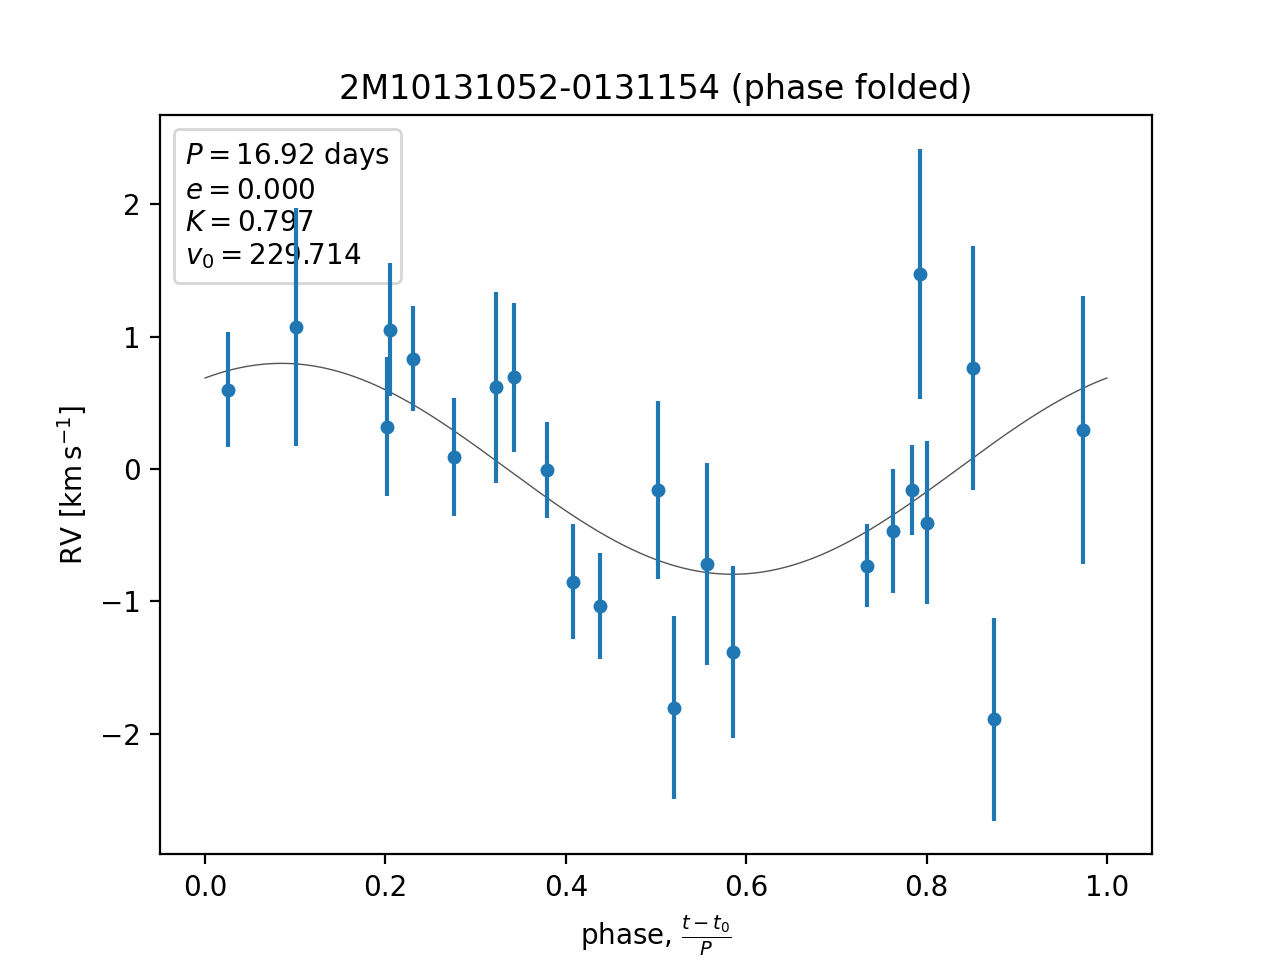 2M10131052-0131154 (phase folded)
P = 16.92 days
e = 0.000
K = 0.797
v₀ = 229.714
2
1
0
−1
−2
RV [km s⁻¹]
0.0 0.2 0.4 0.6 0.8 1.0
phase, (t − t₀)/P